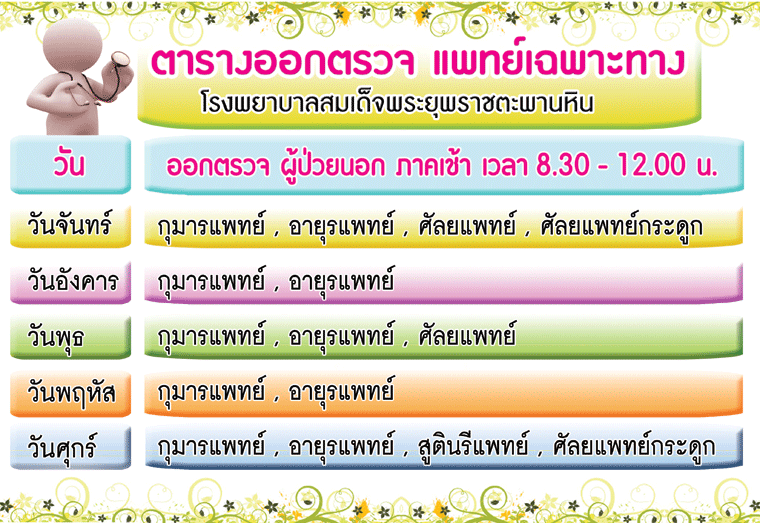 ตารางออกตรวจ แพทย์เฉพาะทาง
โรงพยาบาลสมเด็จพระยุพราชตะพานหิน
วัน ออกตรวจ ผู้ป่วยนอก ภาคเช้า เวลา 8.30 - 12.00 น.
วันจันทร์ กุมารแพทย์ , อายุรแพทย์ , ศัลยแพทย์ , ศัลยแพทย์กระดูก
วันอังคาร กุมารแพทย์ , อายุรแพทย์
วันพุธ กุมารแพทย์ , อายุรแพทย์ , ศัลยแพทย์
วันพฤหัส กุมารแพทย์ , อายุรแพทย์
วันศุกร์ กุมารแพทย์ , อายุรแพทย์ , สูตินรีแพทย์ , ศัลยแพทย์กระดูก